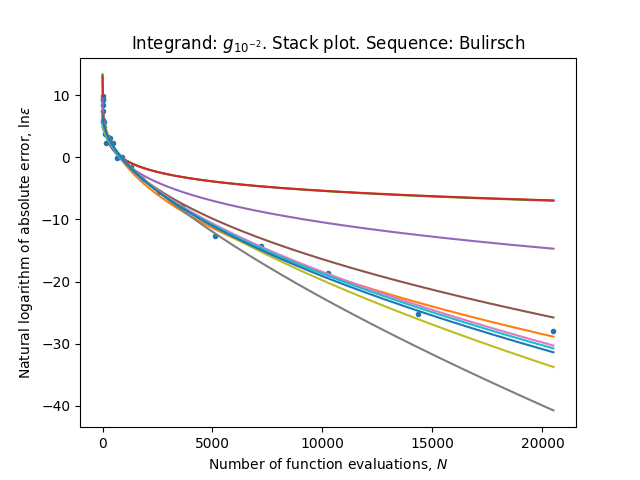 Integrand: g₁₀₋₂. Stack plot. Sequence: Bulirsch
Natural logarithm of absolute error, lnε
10
0
−10
−20
−30
−40
0 5000 10000 15000 20000
Number of function evaluations, N